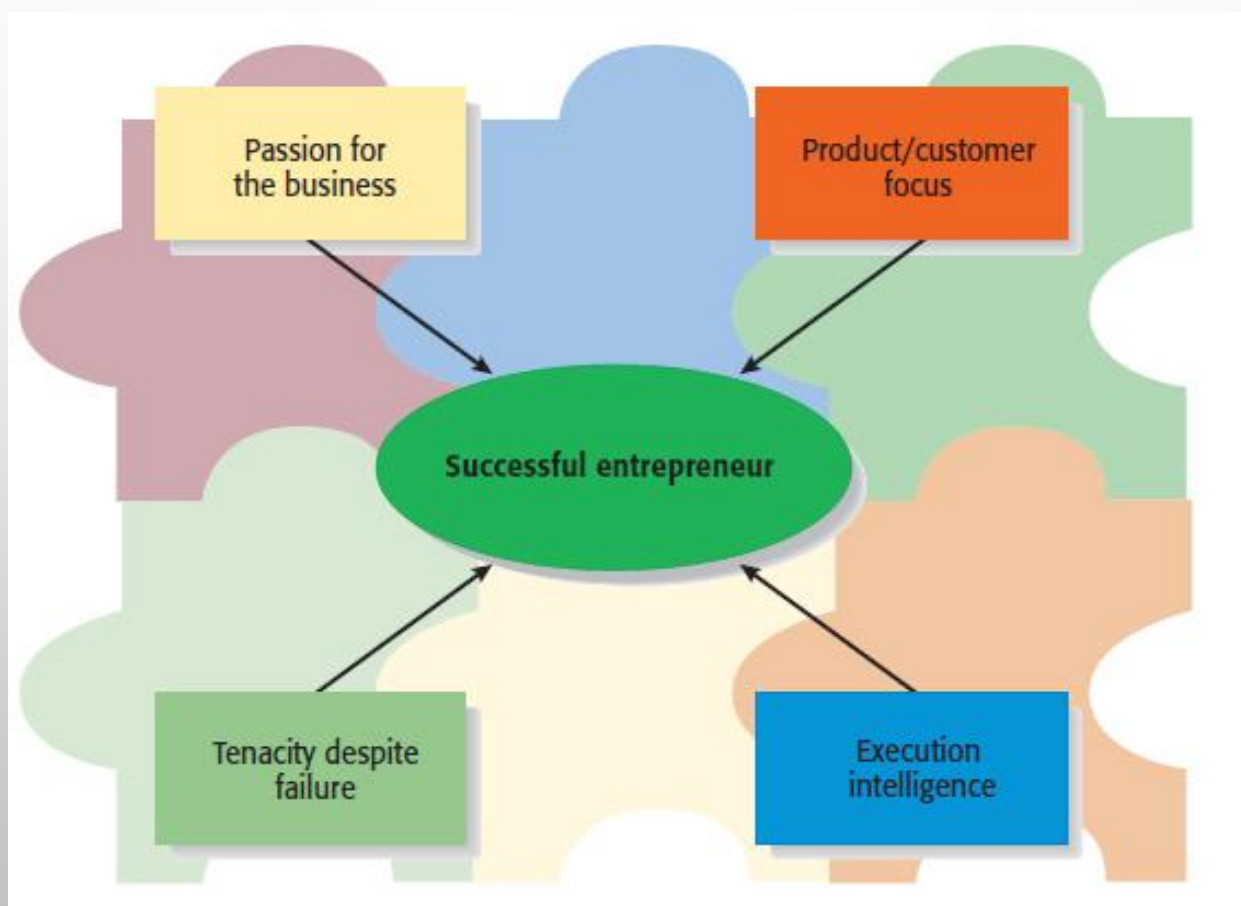 Passion for
the business
Product/customer
focus
Successful entrepreneur
Tenacity despite
failure
Execution
intelligence